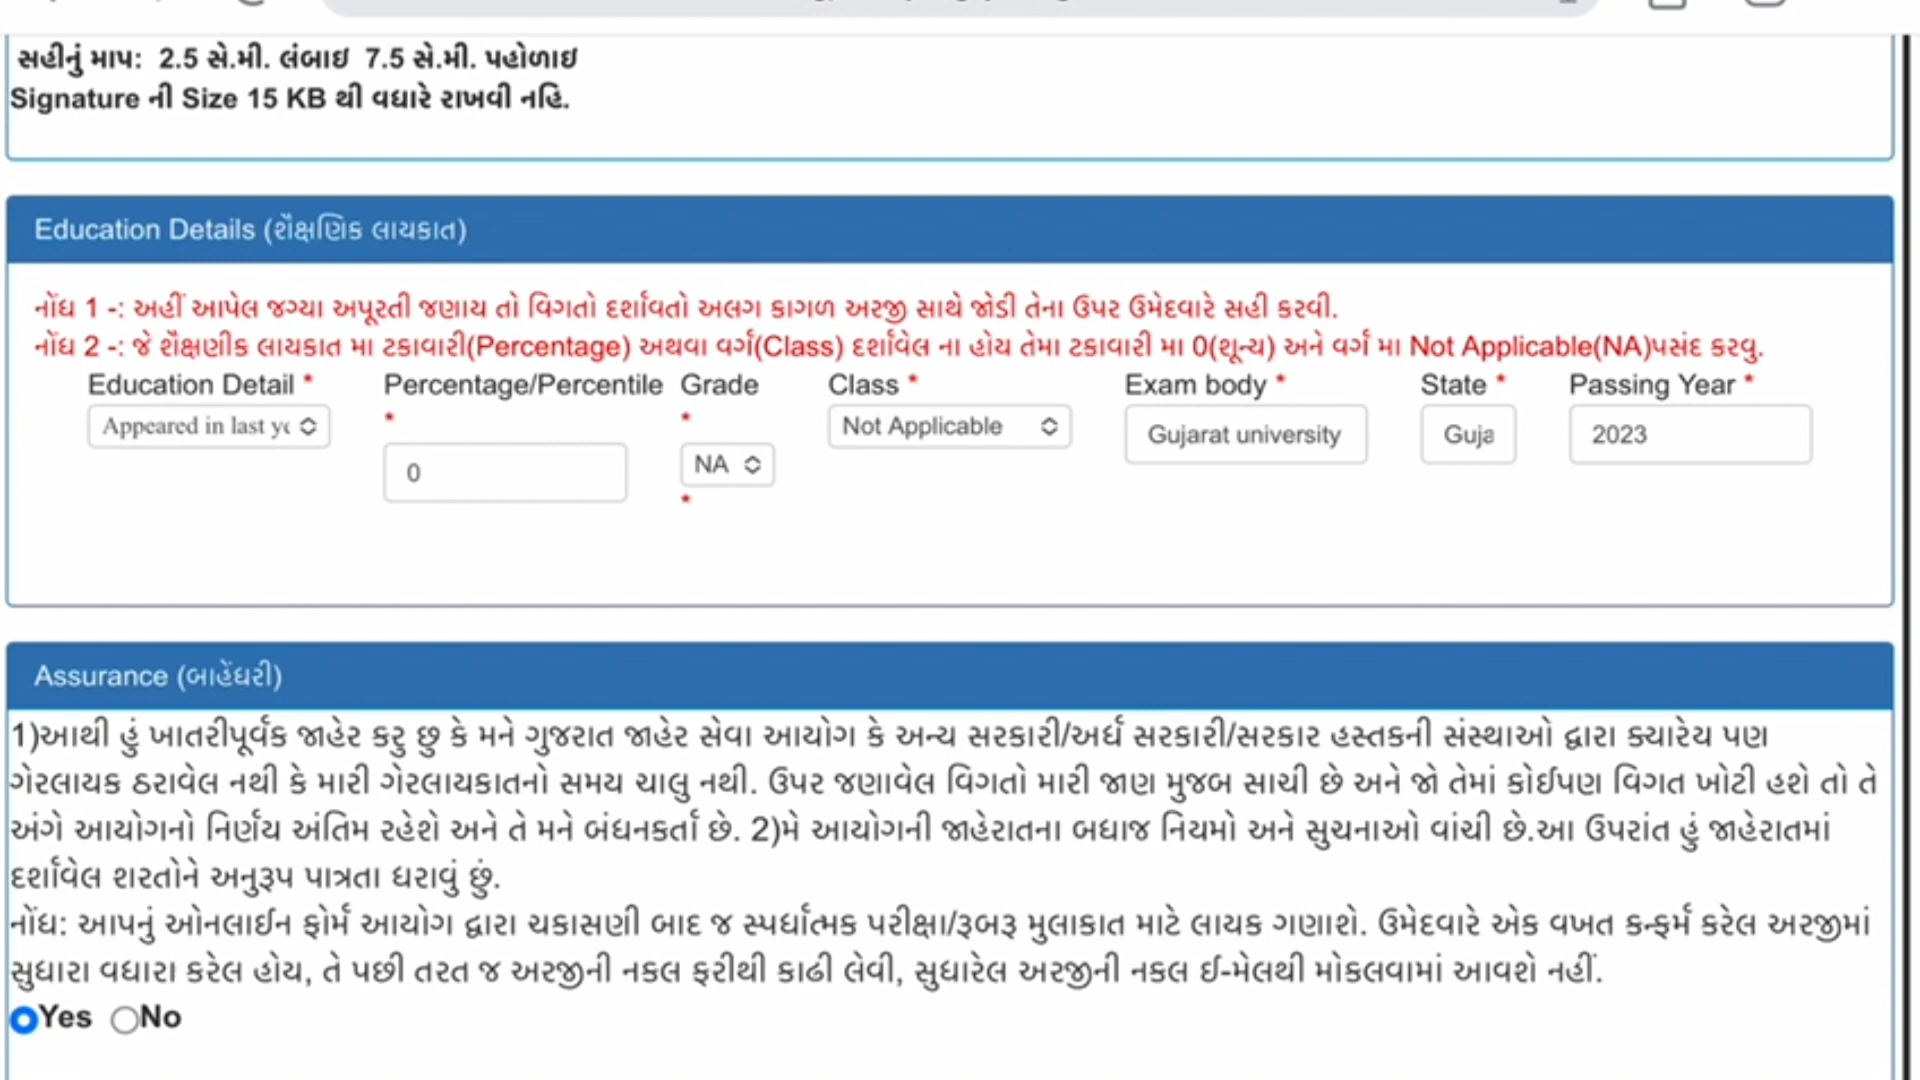 સહીનું માપ: 2.5 સે.મી. લંબાઇ 7.5 સે.મી. પહોળાઇ
Signature ની Size 15 KB થી વધારે રાખવી નહિ.
Education Details (શૈક્ષણિક લાયકાત)
નોંધ 1 -: અહીં આપેલ જગ્યા અપૂરતી જણાય તો વિગતો દર્શાવતો અલગ કાગળ અરજી સાથે જોડી તેના ઉપર ઉમેદવારે સહી કરવી.
નોંધ 2 -: જે શૈક્ષણીક લાયકાત મા ટકાવારી(Percentage) અથવા વર્ગ(Class) દર્શાવેલ ના હોય તેમા ટકાવારી મા 0(શૂન્ય) અને વર્ગ મા Not Applicable(NA)પસંદ કરવુ.
Education Detail * Percentage/Percentile Grade Class * Exam body * State * Passing Year *
* *
Appeared in last ye Not Applicable Gujarat university Guja 2023
0 NA
*
Assurance (બાહેંધરી)
1)આથી હું ખાતરીપૂર્વક જાહેર કરુ છુ કે મને ગુજરાત જાહેર સેવા આયોગ કે અન્ય સરકારી/અર્ધ સરકારી/સરકાર હસ્તકની સંસ્થાઓ દ્વારા ક્યારેય પણ
ગેરલાયક ઠરાવેલ નથી કે મારી ગેરલાયકાતનો સમય ચાલુ નથી. ઉપર જણાવેલ વિગતો મારી જાણ મુજબ સાચી છે અને જો તેમાં કોઈપણ વિગત ખોટી હશે તો તે
અંગે આયોગનો નિર્ણય અંતિમ રહેશે અને તે મને બંધનકર્તા છે. 2)મે આયોગની જાહેરાતના બધાજ નિયમો અને સુચનાઓ વાંચી છે.આ ઉપરાંત હું જાહેરાતમાં
દર્શાવેલ શરતોને અનુરૂપ પાત્રતા ધરાવું છું.
નોંધ: આપનું ઓનલાઈન ફોર્મ આયોગ દ્વારા ચકાસણી બાદ જ સ્પર્ધાત્મક પરીક્ષા/રૂબરૂ મુલાકાત માટે લાયક ગણાશે. ઉમેદવારે એક વખત કન્ફર્મ કરેલ અરજીમાં
સુધારા વધારા કરેલ હોય, તે પછી તરત જ અરજીની નકલ ફરીથી કાઢી લેવી, સુધારેલ અરજીની નકલ ઈ-મેલથી મોકલવામાં આવશે નહીં.
Yes No